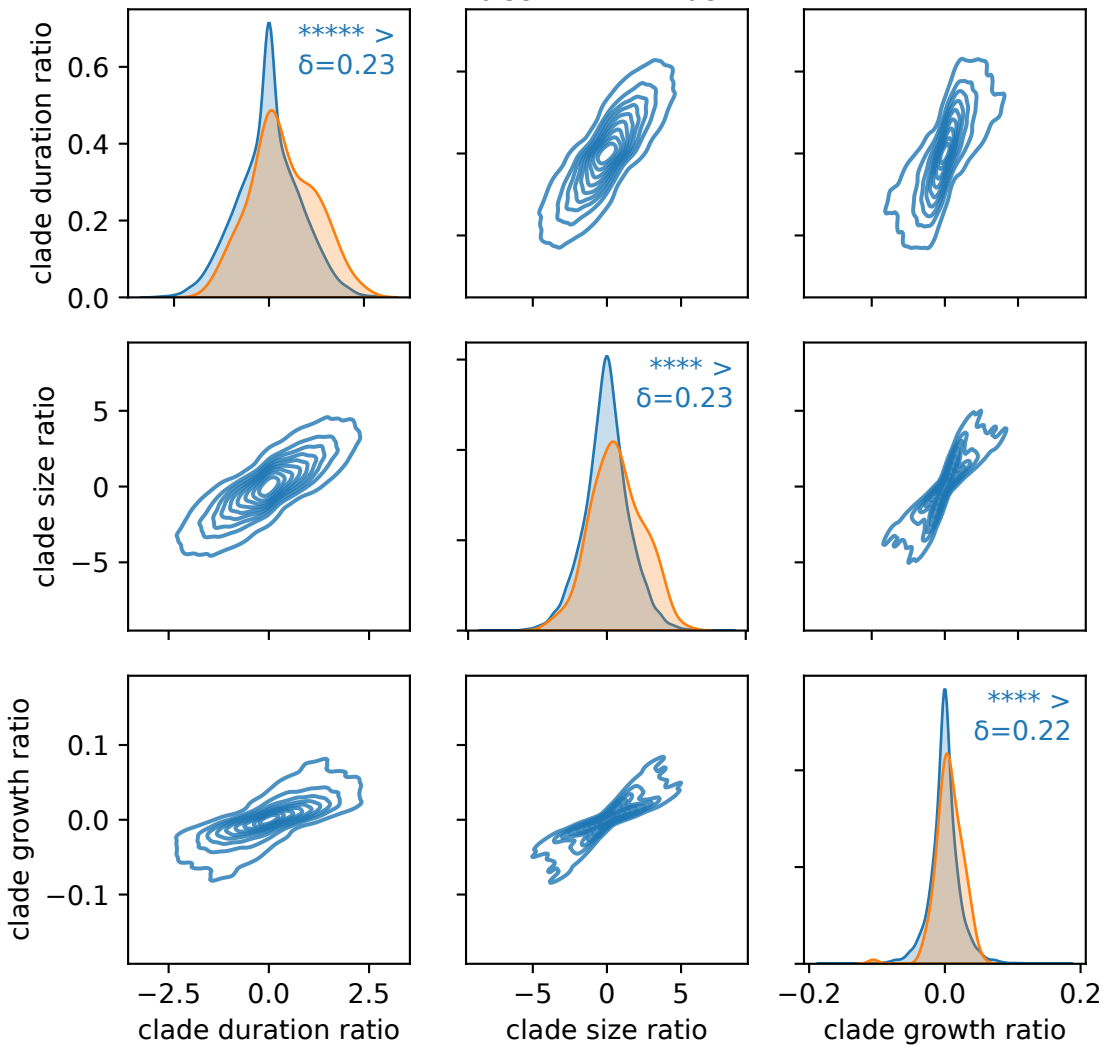 clade duration ratio
0.6
0.4
0.2
0.0
***** >
δ=0.23
clade size ratio
5
0
−5
**** >
δ=0.23
clade growth ratio
0.1
0.0
−0.1
**** >
δ=0.22
−2.5 0.0 2.5
−5 0 5
−0.2 0.0 0.2
clade duration ratio
clade size ratio
clade growth ratio